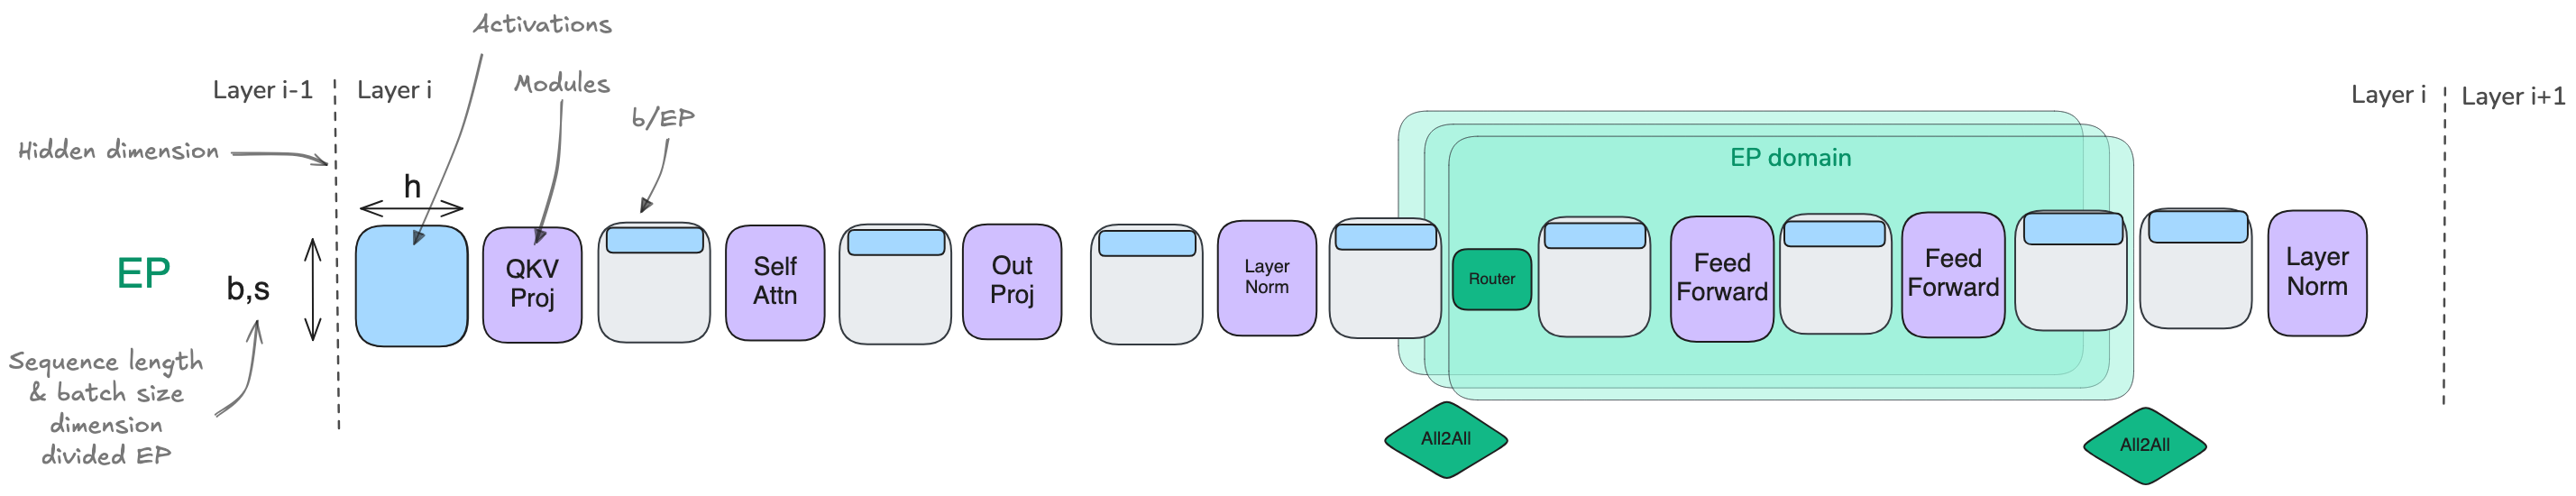 Activations
Modules
b/EP
Layer i-1
Layer i
Hidden dimension
h
EP
b,s
Sequence length
& batch size
dimension
divided EP
QKV
Proj
Self
Attn
Out
Proj
Layer
Norm
EP domain
Router
Feed
Forward
Feed
Forward
Layer
Norm
All2All
All2All
Layer i
Layer i+1